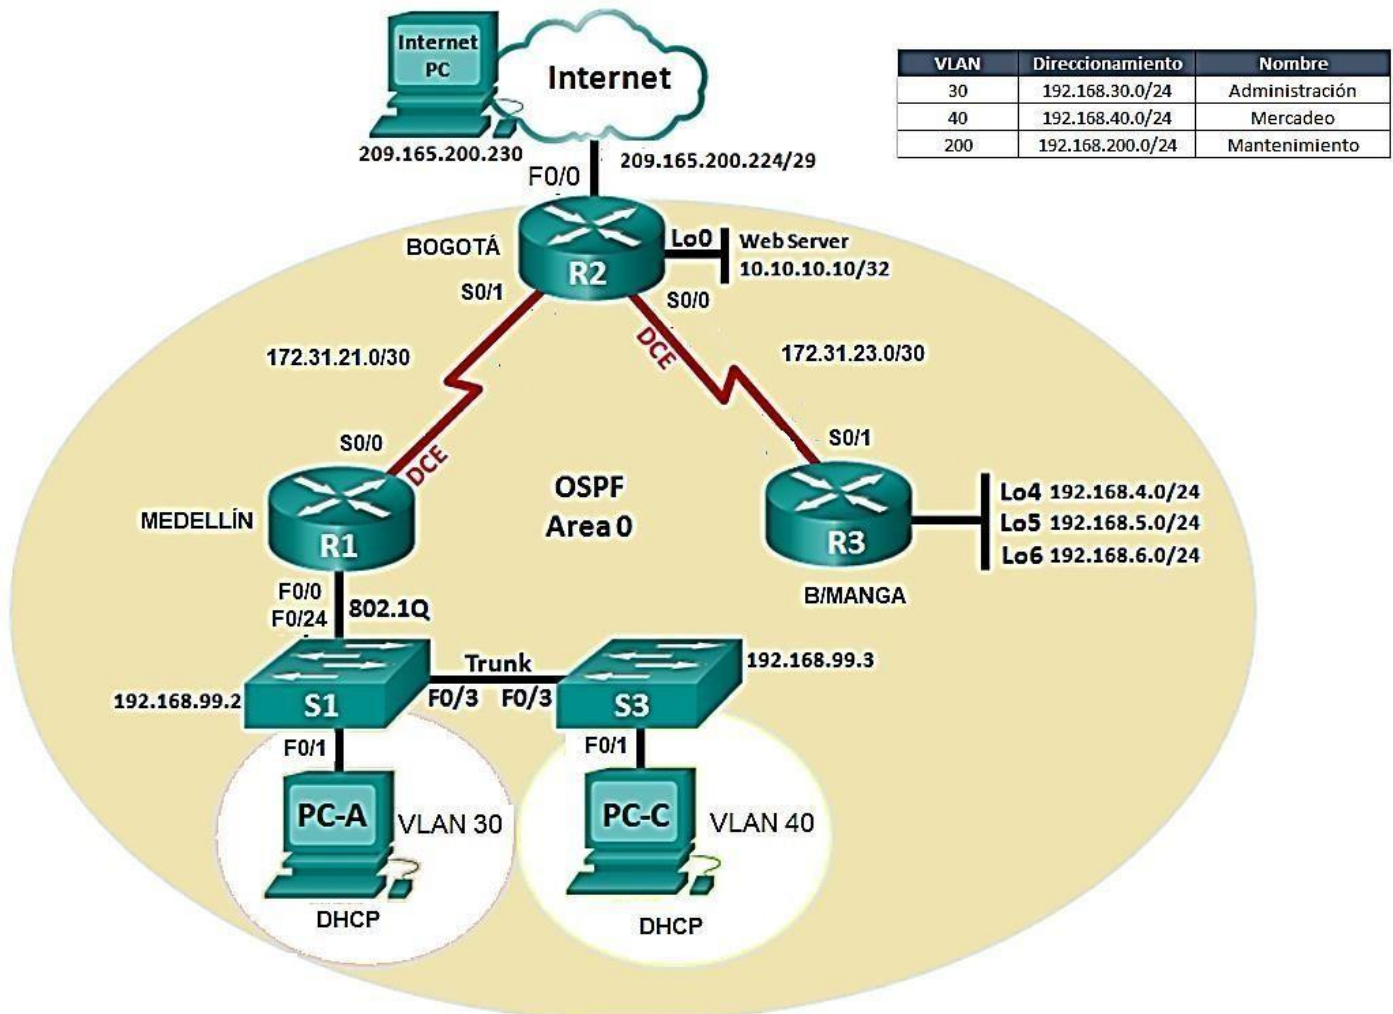 Internet
PC
Internet
209.165.200.230
209.165.200.224/29
F0/0
VLAN Direccionamiento Nombre
30 192.168.30.0/24 Administración
40 192.168.40.0/24 Mercadeo
200 192.168.200.0/24 Mantenimiento
BOGOTÁ
R2
Lo0
Web Server
10.10.10.10/32
S0/1
S0/0
DCE
172.31.21.0/30
172.31.23.0/30
S0/0
DCE
S0/1
OSPF
Area 0
MEDELLÍN
R1
R3
B/MANGA
Lo4 192.168.4.0/24
Lo5 192.168.5.0/24
Lo6 192.168.6.0/24
F0/0
F0/24
802.1Q
192.168.99.2
S1
Trunk
F0/3 F0/3
S3
192.168.99.3
F0/1
F0/1
PC-A
VLAN 30
DHCP
PC-C
VLAN 40
DHCP